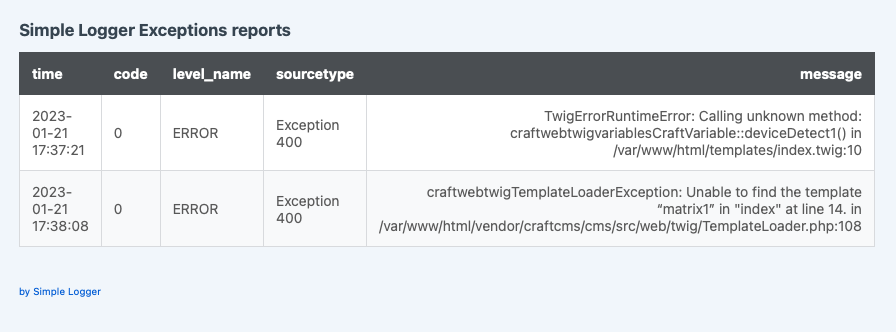 Simple Logger Exceptions reports
time code level_name sourcetype message
2023-
01-21
17:37:21
0
ERROR
Exception
400
TwigErrorRuntimeError: Calling unknown method:
craftwebtwigvariablesCraftVariable::deviceDetect1() in
/var/www/html/templates/index.twig:10
2023-
01-21
17:38:08
0
ERROR
Exception
400
craftwebtwigTemplateLoaderException: Unable to find the template
“matrix1” in "index" at line 14. in
/var/www/html/vendor/craftcms/cms/src/web/twig/TemplateLoader.php:108
by Simple Logger